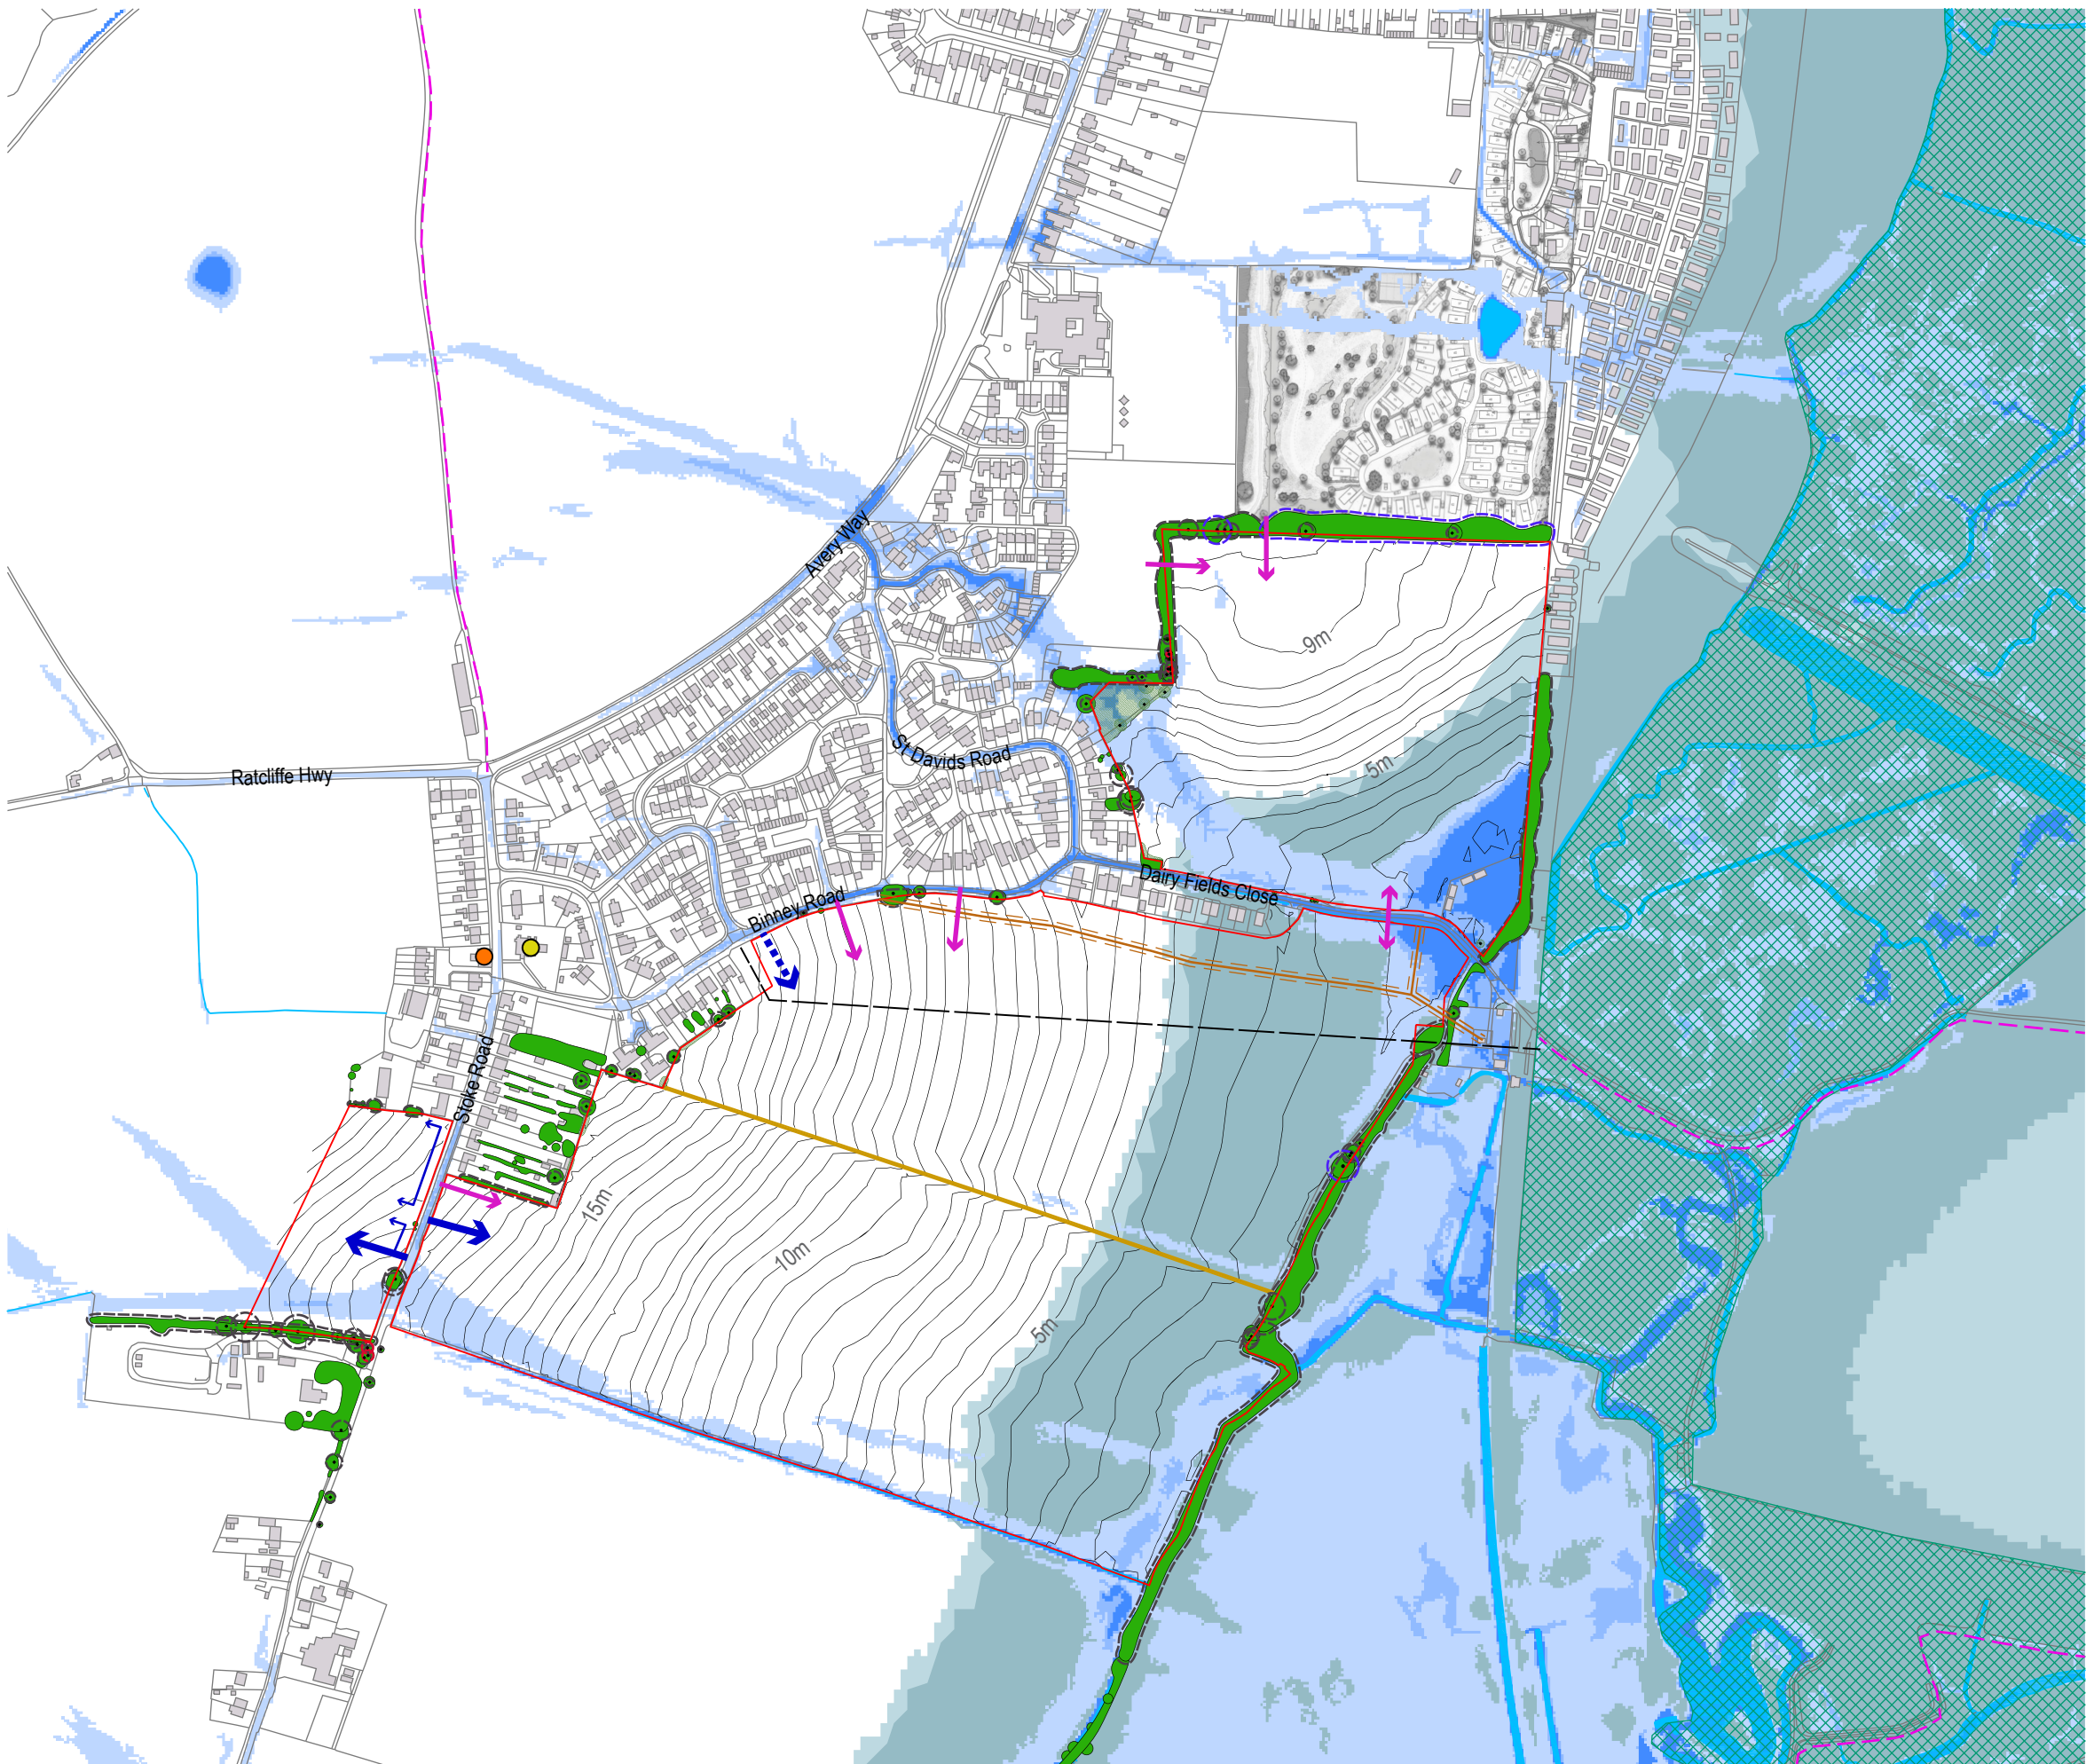 Avery Way
9m
St Davids Road
5m
Ratcliffe Hwy
Dairy Fields Close
Binney Road
Stoke Road
15m
10m
5m